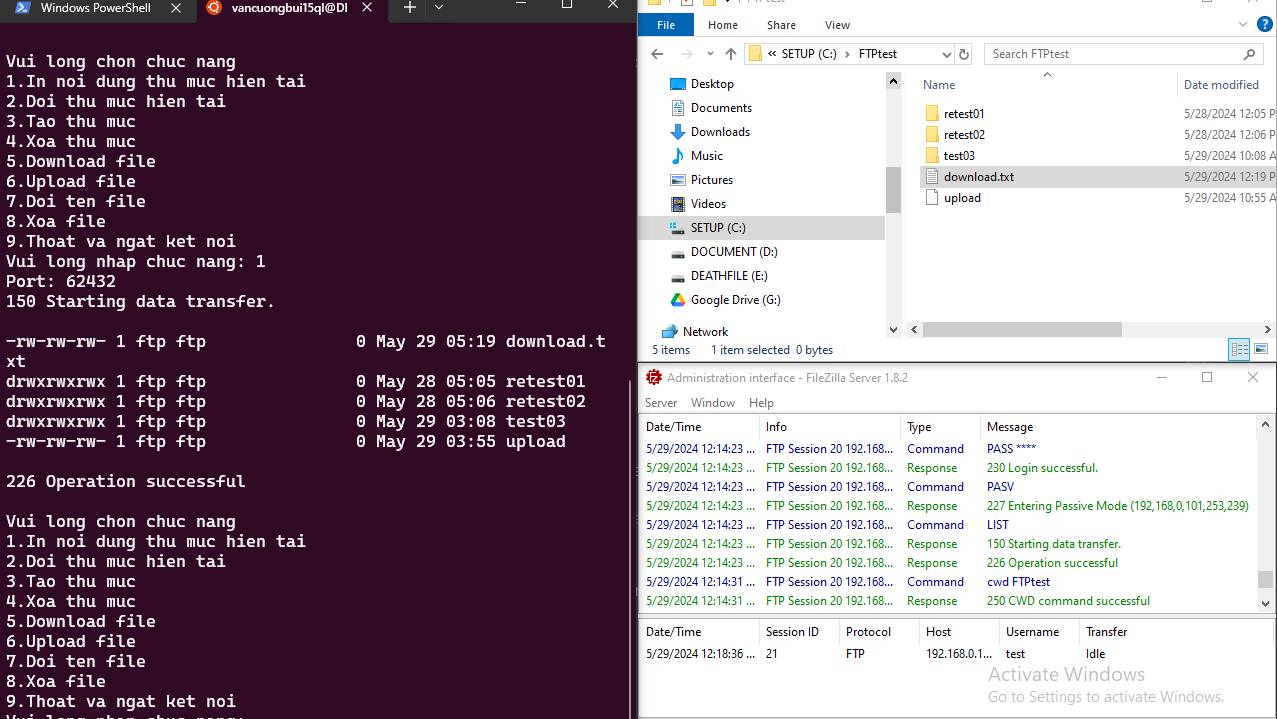 Windows PowerShell
vancuongbui15ql@Dl
Vui long chon chuc nang
1.In noi dung thu muc hien tai
2.Doi thu muc hien tai
3.Tao thu muc
4.Xoa thu muc
5.Download file
6.Upload file
7.Doi ten file
8.Xoa file
9.Thoat va ngat ket noi
Vui long nhap chuc nang: 1
Port: 62432
150 Starting data transfer.
-rw-rw-rw- 1 ftp ftp 0 May 29 05:19 download.t
xt
drwxrwxrwx 1 ftp ftp 0 May 28 05:05 retest01
drwxrwxrwx 1 ftp ftp 0 May 28 05:06 retest02
drwxrwxrwx 1 ftp ftp 0 May 29 03:08 test03
-rw-rw-rw- 1 ftp ftp 0 May 29 03:55 upload
226 Operation successful
Vui long chon chuc nang
1.In noi dung thu muc hien tai
2.Doi thu muc hien tai
3.Tao thu muc
4.Xoa thu muc
5.Download file
6.Upload file
7.Doi ten file
8.Xoa file
9.Thoat va ngat ket noi
Vui long nhap chuc nang:
FTPtest
File Home Share View
« SETUP (C:) › FTPtest
Search FTPtest
Desktop
Documents
Downloads
Music
Pictures
Videos
SETUP (C:)
DOCUMENT (D:)
DEATHFILE (E:)
Google Drive (G:)
Network
Name Date modified
retest01 5/28/2024 12:05 P
retest02 5/28/2024 12:06 P
test03 5/29/2024 10:08 A
download.txt 5/29/2024 12:19 P
upload 5/29/2024 10:55 A
5 items 1 item selected 0 bytes
Administration interface - FileZilla Server 1.8.2
Server Window Help
Date/Time Info Type Message
5/29/2024 12:14:23 ... FTP Session 20 192.168... Command PASS ****
5/29/2024 12:14:23 ... FTP Session 20 192.168... Response 230 Login successful.
5/29/2024 12:14:23 ... FTP Session 20 192.168... Command PASV
5/29/2024 12:14:23 ... FTP Session 20 192.168... Response 227 Entering Passive Mode (192,168,0,101,253,239)
5/29/2024 12:14:23 ... FTP Session 20 192.168... Command LIST
5/29/2024 12:14:23 ... FTP Session 20 192.168... Response 150 Starting data transfer.
5/29/2024 12:14:23 ... FTP Session 20 192.168... Response 226 Operation successful
5/29/2024 12:14:31 ... FTP Session 20 192.168... Command cwd FTPtest
5/29/2024 12:14:31 ... FTP Session 20 192.168... Response 250 CWD command successful
Date/Time Session ID Protocol Host Username Transfer
5/29/2024 12:18:36 ... 21 FTP 192.168.0.1... test Idle
Activate Windows
Go to Settings to activate Windows.